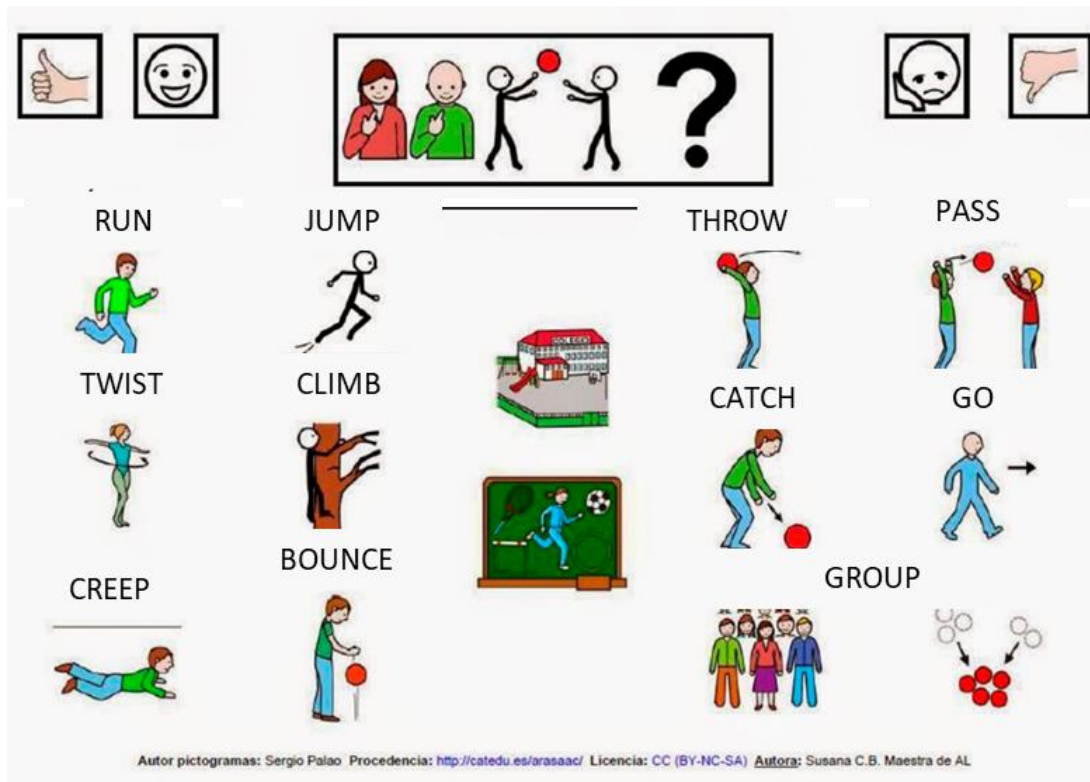 RUN JUMP THROW PASS
COLEGIO
TWIST CLIMB CATCH GO
CREEP BOUNCE GROUP
Autor pictogramas: Sergio Palao Procedencia: http://catedu.es/arasaac/ Licencia: CC (BY-NC-SA) Autora: Susana C.B. Maestra de AL
?